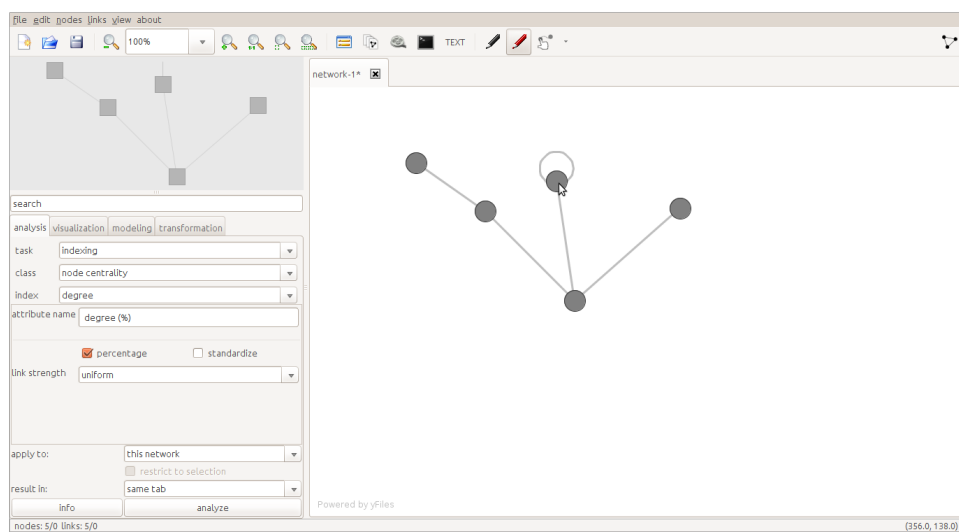 file edit nodes links view about
100%
TEXT
network-1*
search
analysis visualization modeling transformation
task indexing
class node centrality
index degree
attribute name degree (%)
percentage standardize
link strength uniform
apply to: this network
restrict to selection
result in: same tab
info analyze
Powered by yFiles
nodes: 5/0 links: 5/0 (356.0, 138.0)